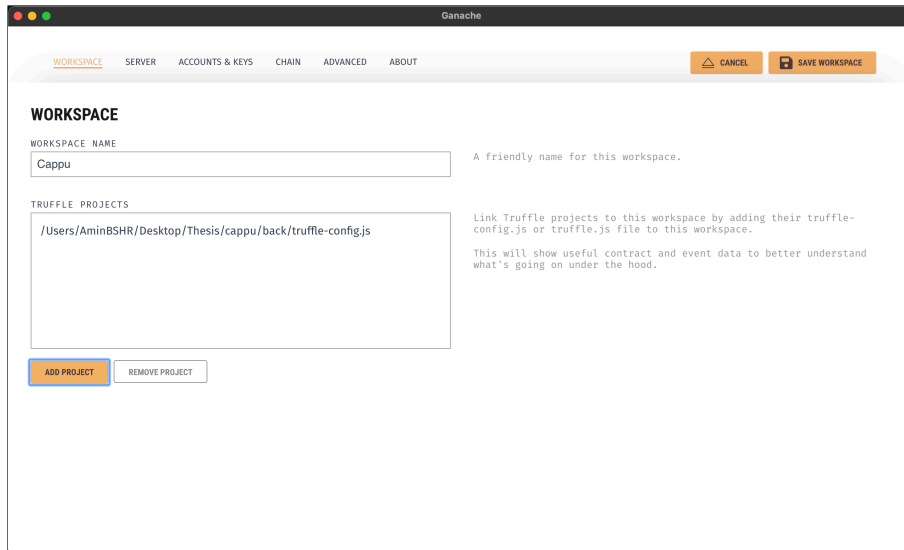 Ganache
WORKSPACE SERVER ACCOUNTS & KEYS CHAIN ADVANCED ABOUT CANCEL SAVE WORKSPACE
WORKSPACE
WORKSPACE NAME
Cappu
A friendly name for this workspace.
TRUFFLE PROJECTS
/Users/AminBSHR/Desktop/Thesis/cappu/back/truffle-config.js
Link Truffle projects to this workspace by adding their truffle-
config.js or truffle.js file to this workspace.
This will show useful contract and event data to better understand
what's going on under the hood.
ADD PROJECT REMOVE PROJECT